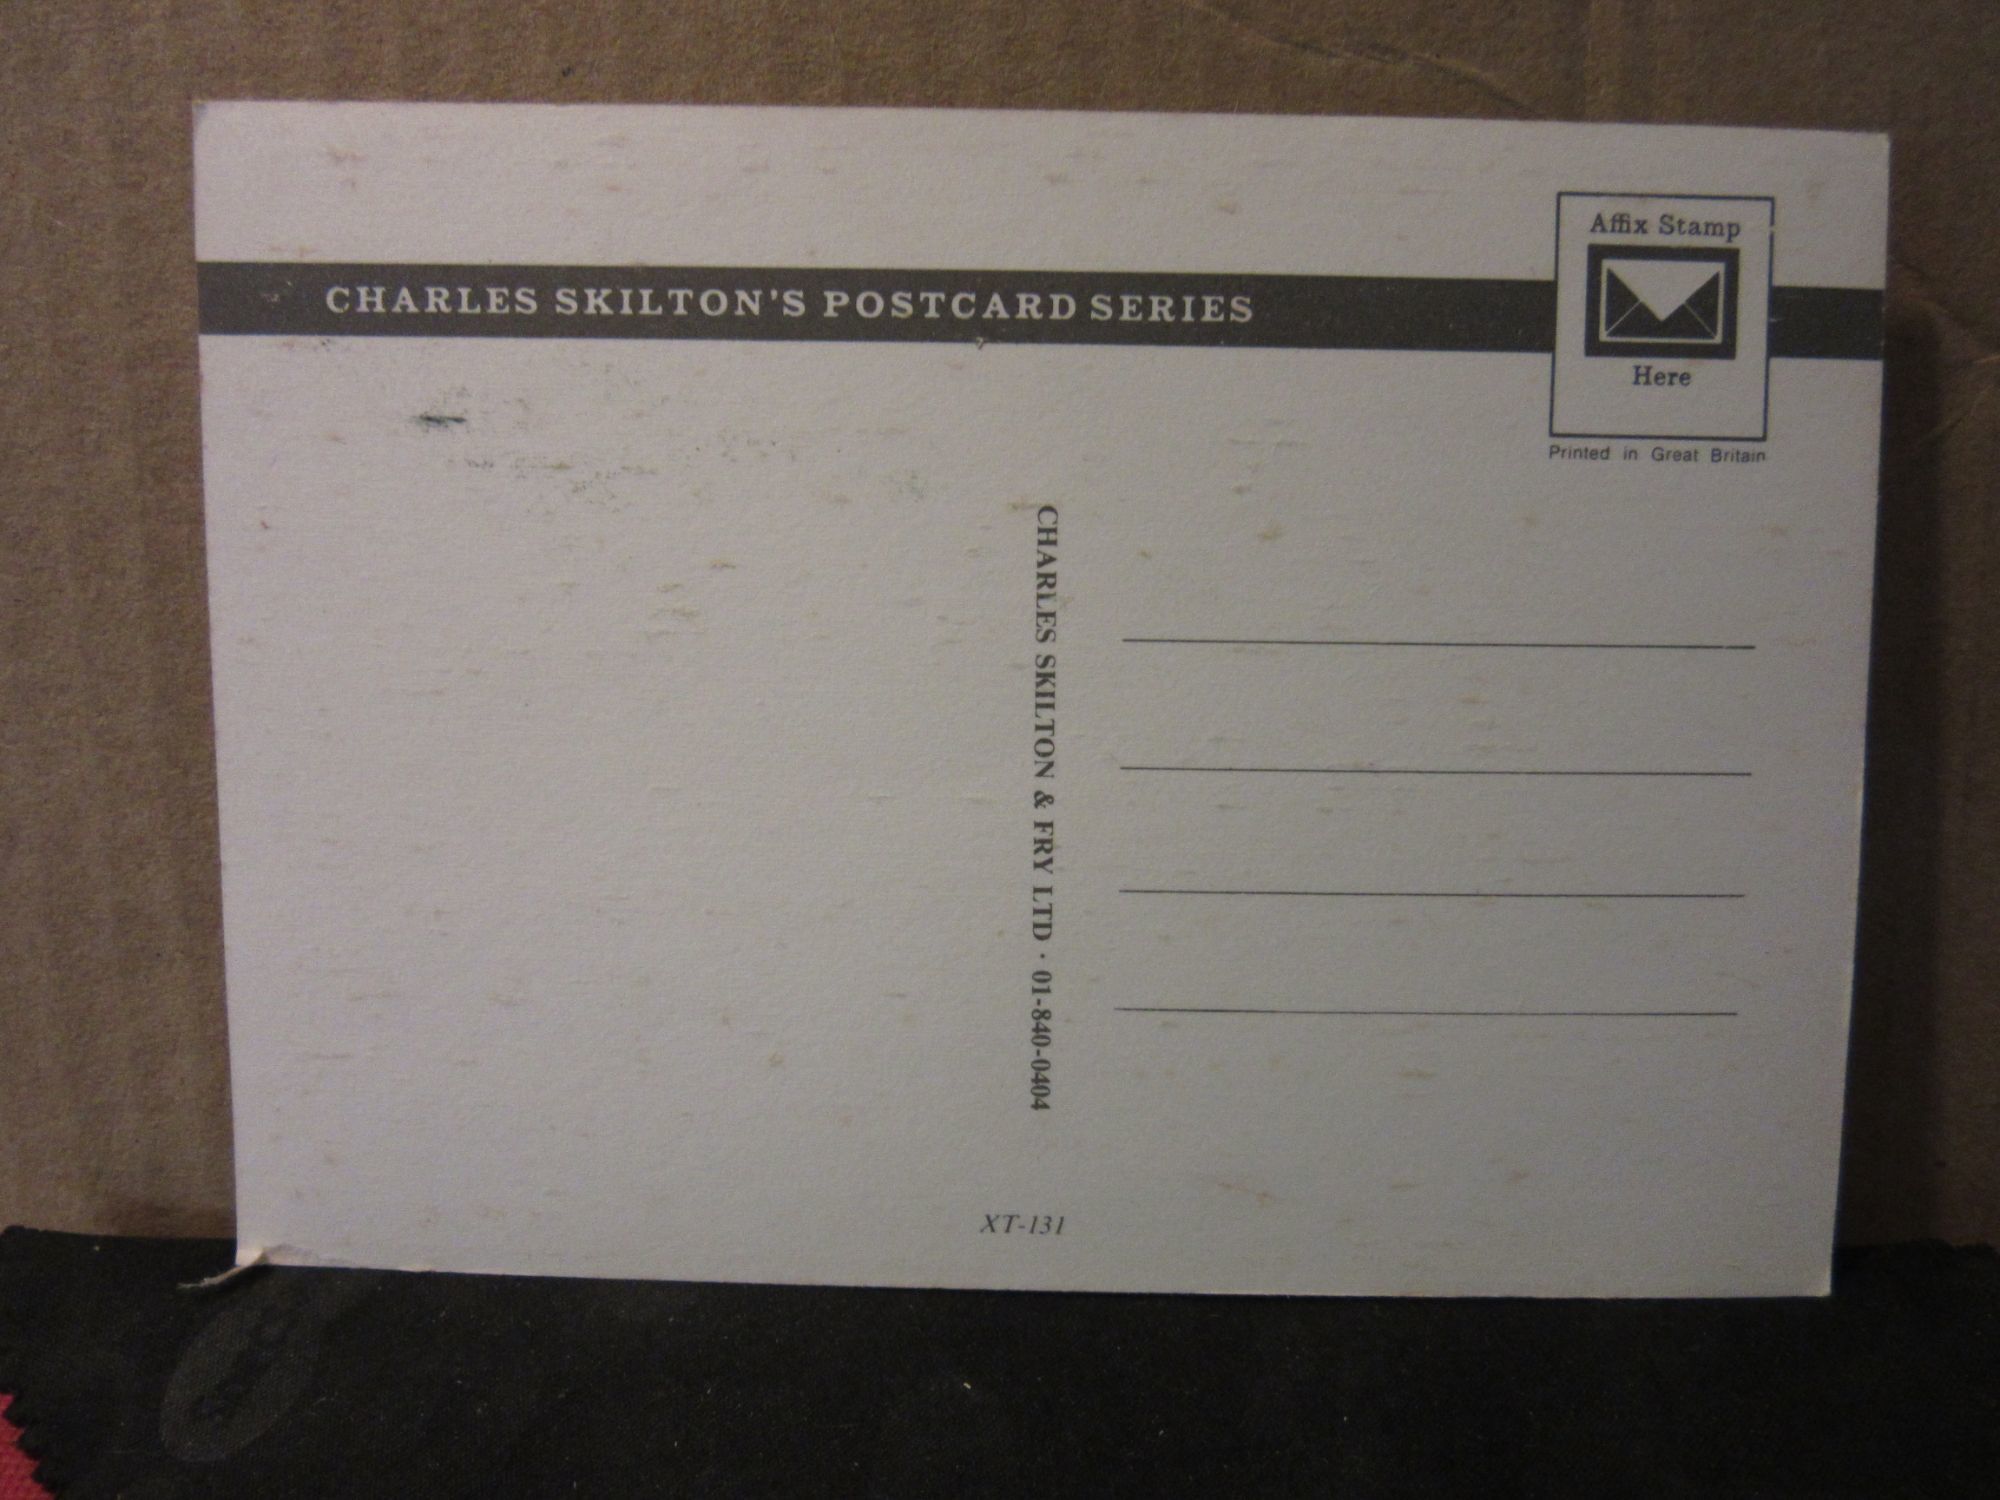 Affix Stamp
CHARLES SKILTON'S POSTCARD SERIES
Here
Printed in Great Britain
CHARLES SKILTON & FRY LTD · 01-840-0404
XT-131